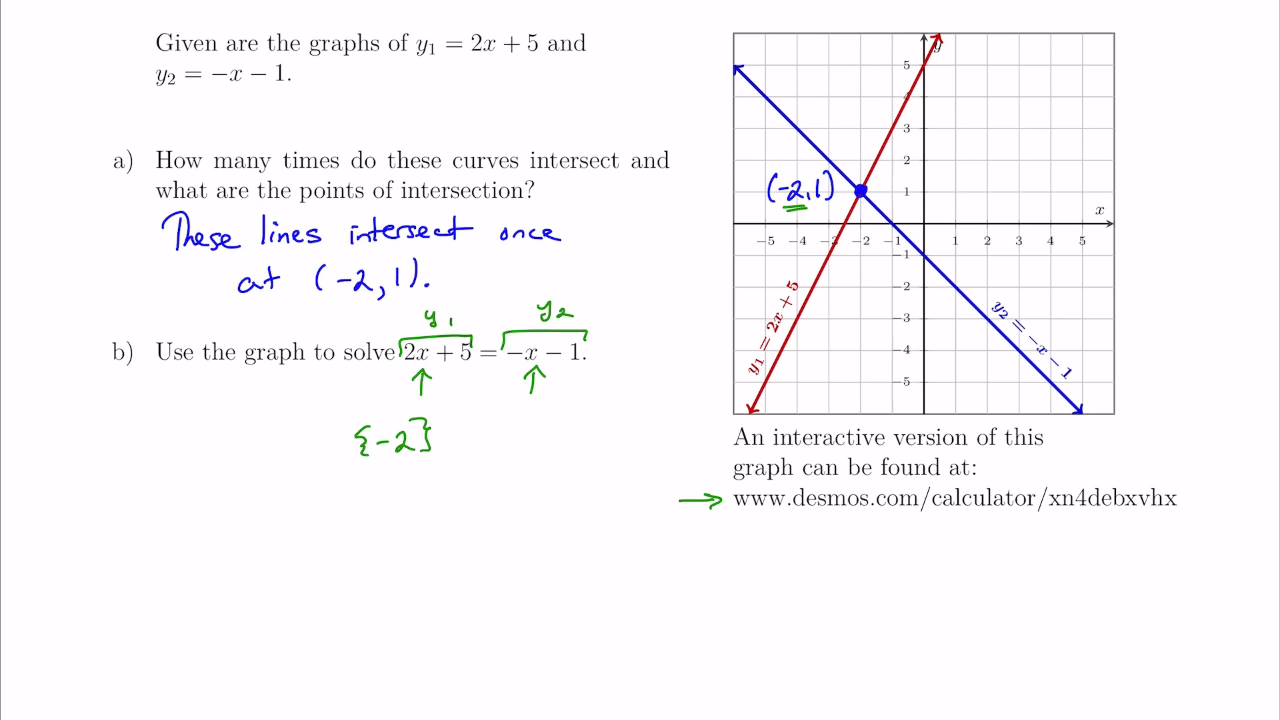 Given are the graphs of y₁ = 2x + 5 and
y₂ = −x − 1.
a) How many times do these curves intersect and
what are the points of intersection?
These lines intersect once
at (-2,1).
y₁ y₂
b) Use the graph to solve 2x + 5 = −x − 1.
{-2}
y
5
4
3
2
(-2,1)
1
x
−5 −4 −3 −2 −1 1 2 3 4 5
−1
−2
−3
−4
−5
y₁ = 2x + 5
y₂ = −x − 1
An interactive version of this
graph can be found at:
→ www.desmos.com/calculator/xn4debxvhx